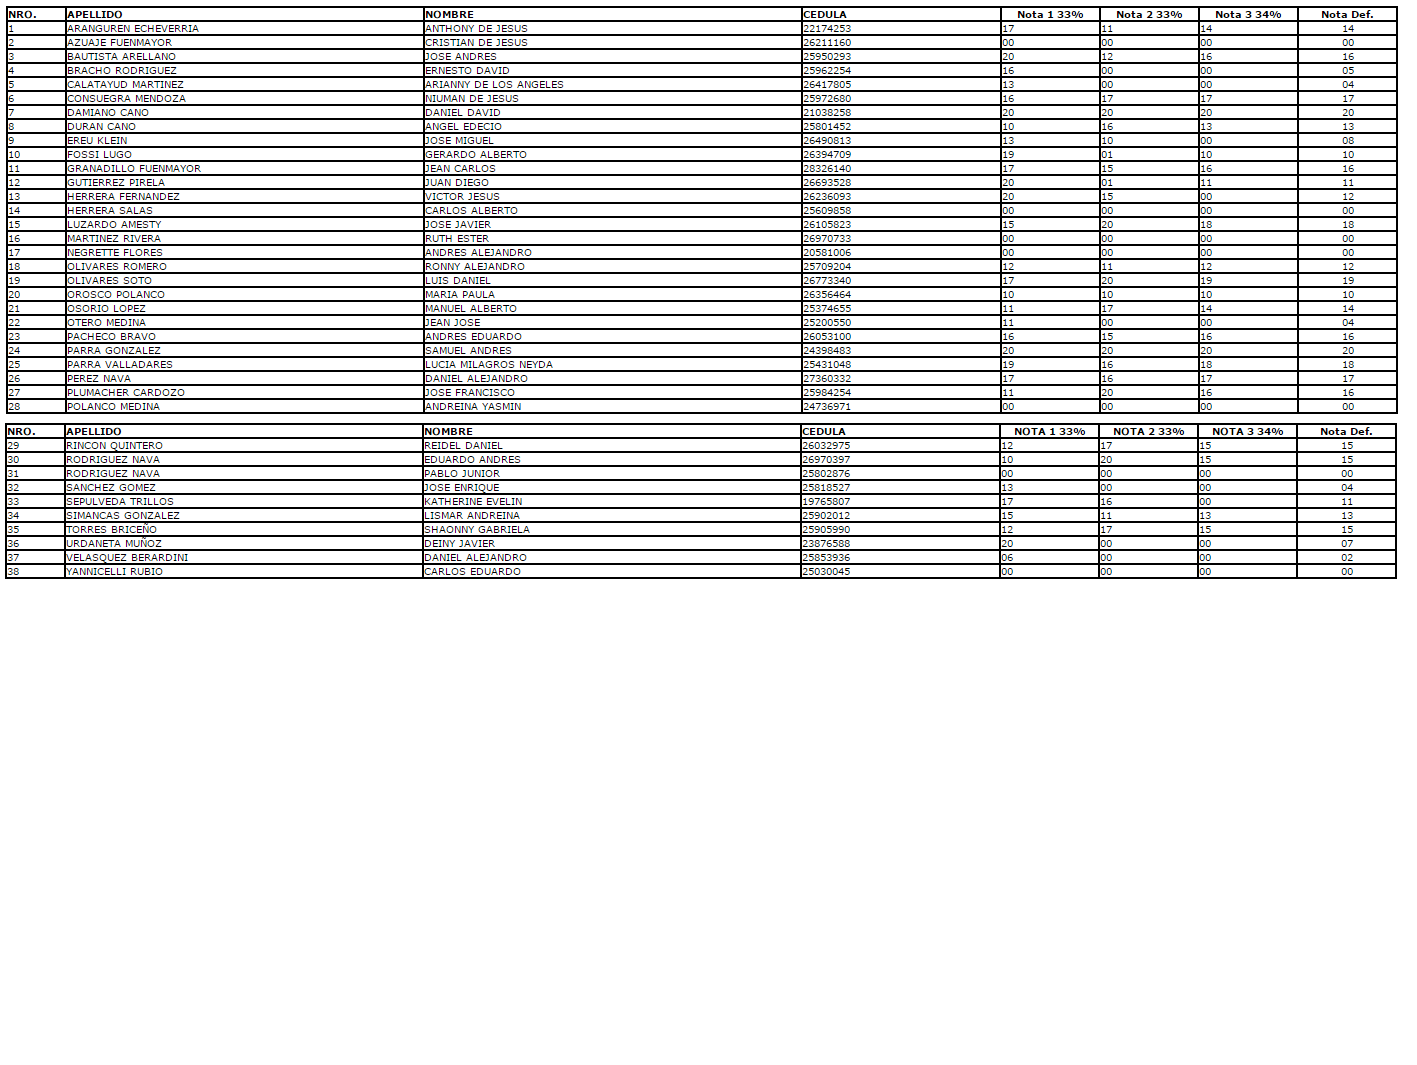 NRO. APELLIDO NOMBRE CEDULA Nota 1 33% Nota 2 33% Nota 3 34% Nota Def.
1 ARANGUREN ECHEVERRIA ANTHONY DE JESUS 22174253 17 11 14 14
2 AZUAJE FUENMAYOR CRISTIAN DE JESUS 26211160 00 00 00 00
3 BAUTISTA ARELLANO JOSE ANDRES 25950293 20 12 16 16
4 BRACHO RODRIGUEZ ERNESTO DAVID 25962254 16 00 00 05
5 CALATAYUD MARTINEZ ARIANNY DE LOS ANGELES 26417805 13 00 00 04
6 CONSUEGRA MENDOZA NIUMAN DE JESUS 25972680 16 17 17 17
7 DAMIANO CANO DANIEL DAVID 21038258 20 20 20 20
8 DURAN CANO ANGEL EDECIO 25801452 10 16 13 13
9 EREU KLEIN JOSE MIGUEL 26490813 13 10 00 08
10 FOSSI LUGO GERARDO ALBERTO 26394709 19 01 10 10
11 GRANADILLO FUENMAYOR JEAN CARLOS 28326140 17 15 16 16
12 GUTIERREZ PIRELA JUAN DIEGO 26693528 20 01 11 11
13 HERRERA FERNANDEZ VICTOR JESUS 26236093 20 15 00 12
14 HERRERA SALAS CARLOS ALBERTO 25609858 00 00 00 00
15 LUZARDO AMESTY JOSE JAVIER 26105823 15 20 18 18
16 MARTINEZ RIVERA RUTH ESTER 26970733 00 00 00 00
17 NEGRETTE FLORES ANDRES ALEJANDRO 20581006 00 00 00 00
18 OLIVARES ROMERO RONNY ALEJANDRO 25709204 12 11 12 12
19 OLIVARES SOTO LUIS DANIEL 26773340 17 20 19 19
20 OROSCO POLANCO MARIA PAULA 26356464 10 10 10 10
21 OSORIO LOPEZ MANUEL ALBERTO 25374655 11 17 14 14
22 OTERO MEDINA JEAN JOSE 25200550 11 00 00 04
23 PACHECO BRAVO ANDRES EDUARDO 26053100 16 15 16 16
24 PARRA GONZALEZ SAMUEL ANDRES 24398483 20 20 20 20
25 PARRA VALLADARES LUCIA MILAGROS NEYDA 25431048 19 16 18 18
26 PEREZ NAVA DANIEL ALEJANDRO 27360332 17 16 17 17
27 PLUMACHER CARDOZO JOSE FRANCISCO 25984254 11 20 16 16
28 POLANCO MEDINA ANDREINA YASMIN 24736971 00 00 00 00
NRO. APELLIDO NOMBRE CEDULA NOTA 1 33% NOTA 2 33% NOTA 3 34% Nota Def.
29 RINCON QUINTERO REIDEL DANIEL 26032975 12 17 15 15
30 RODRIGUEZ NAVA EDUARDO ANDRES 26970397 10 20 15 15
31 RODRIGUEZ NAVA PABLO JUNIOR 25802876 00 00 00 00
32 SANCHEZ GOMEZ JOSE ENRIQUE 25818527 13 00 00 04
33 SEPULVEDA TRILLOS KATHERINE EVELIN 19765807 17 16 00 11
34 SIMANCAS GONZALEZ LISMAR ANDREINA 25902012 15 11 13 13
35 TORRES BRICEÑO SHAONNY GABRIELA 25905990 12 17 15 15
36 URDANETA MUÑOZ DEINY JAVIER 23876588 20 00 00 07
37 VELASQUEZ BERARDINI DANIEL ALEJANDRO 25853936 06 00 00 02
38 YANNICELLI RUBIO CARLOS EDUARDO 25030045 00 00 00 00